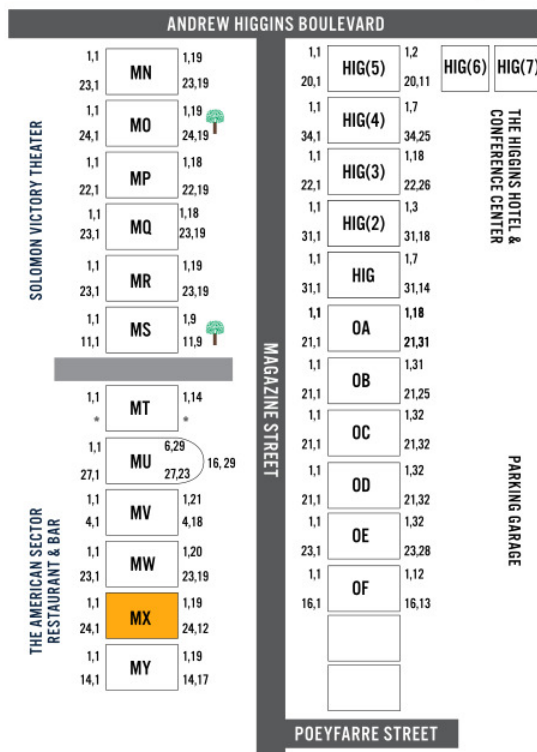 ANDREW HIGGINS BOULEVARD
SOLOMON VICTORY THEATER
1,1 MN 1,19
23,1 23,19
1,1 MO 1,19
24,1 24,19
1,1 MP 1,18
22,1 22,19
1,1 MQ 1,18
23,1 23,19
1,1 MR 1,19
23,1 23,19
1,1 MS 1,9
11,1 11,9
THE AMERICAN SECTOR
RESTAURANT & BAR
1,1 MT 1,14
* *
1,1 MU 6,29
16,29
27,1 27,23
1,1 MV 1,21
4,1 4,18
1,1 MW 1,20
23,1 23,19
1,1 MX 1,19
24,1 24,12
1,1 MY 1,19
14,1 14,17
MAGAZINE STREET
1,1 HIG(5) 1,2 HIG(6) HIG(7)
20,1 20,11
1,1 HIG(4) 1,7
34,1 34,25
1,1 HIG(3) 1,18
22,1 22,26
1,1 HIG(2) 1,3
31,1 31,18
1,1 HIG 1,7
31,1 31,14
1,1 OA 1,18
21,1 21,31
1,1 OB 1,31
21,1 21,25
1,1 OC 1,32
21,1 21,32
1,1 OD 1,32
21,1 21,32
1,1 OE 1,32
23,1 23,28
1,1 OF 1,12
16,1 16,13
THE HIGGINS HOTEL &
CONFERENCE CENTER
PARKING GARAGE
POEYFARRE STREET